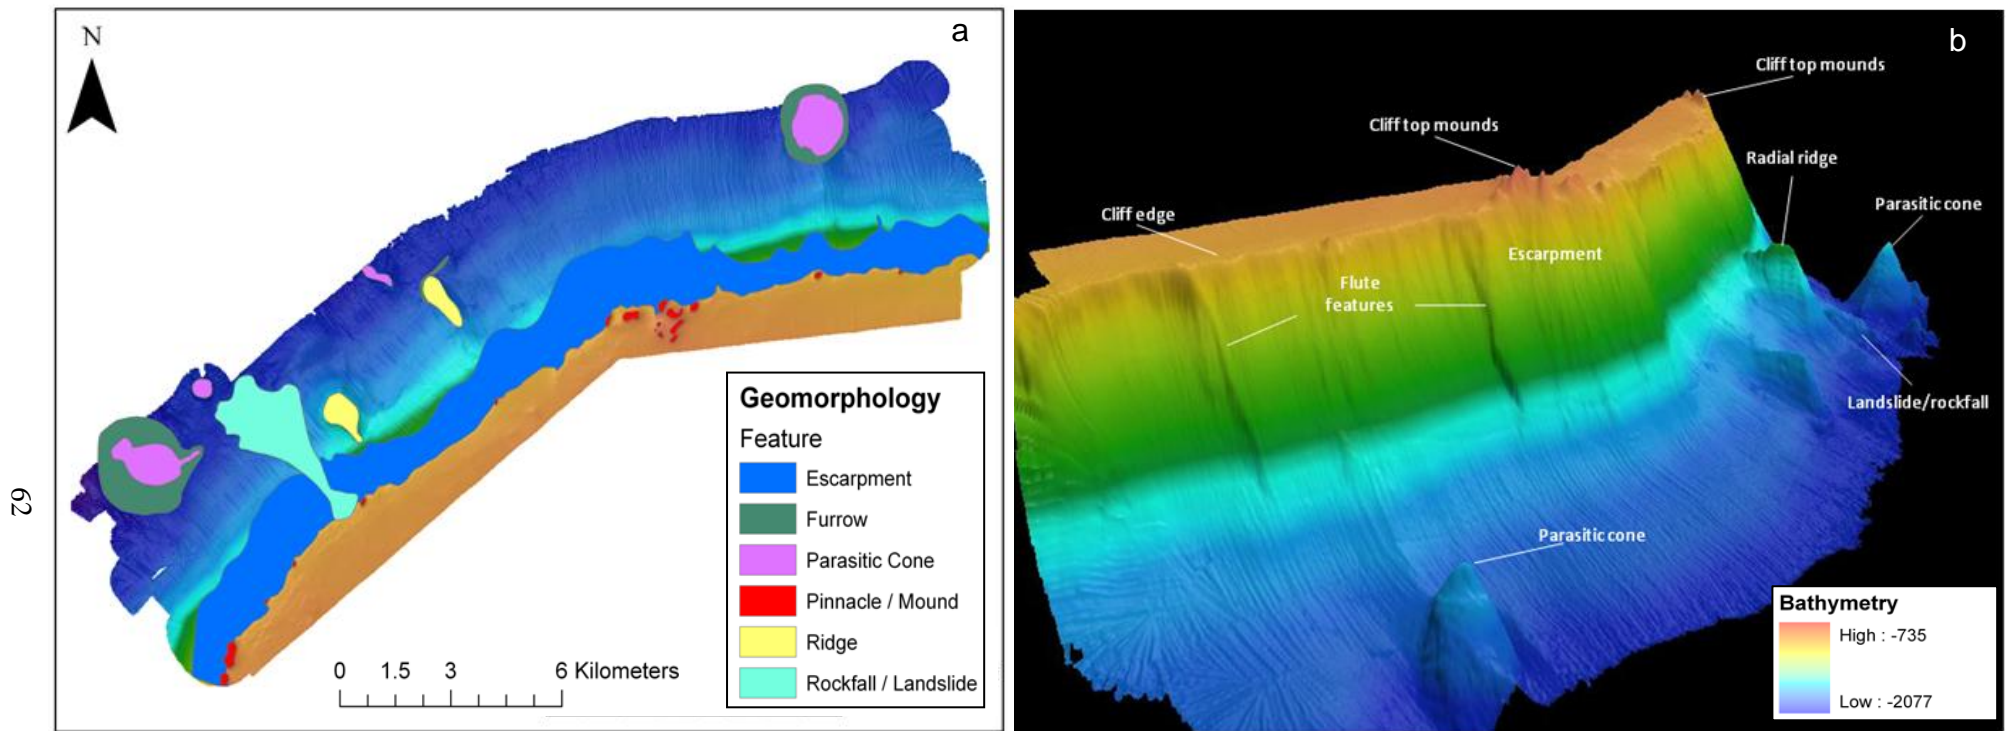 N
a
Geomorphology
Feature
Escarpment
Furrow
Parasitic Cone
Pinnacle / Mound
Ridge
Rockfall / Landslide
0 1.5 3 6 Kilometers
62
b
Cliff top mounds
Cliff top mounds
Radial ridge
Parasitic cone
Cliff edge
Escarpment
Flute
features
Landslide/rockfall
Parasitic cone
Bathymetry
High : -735
Low : -2077